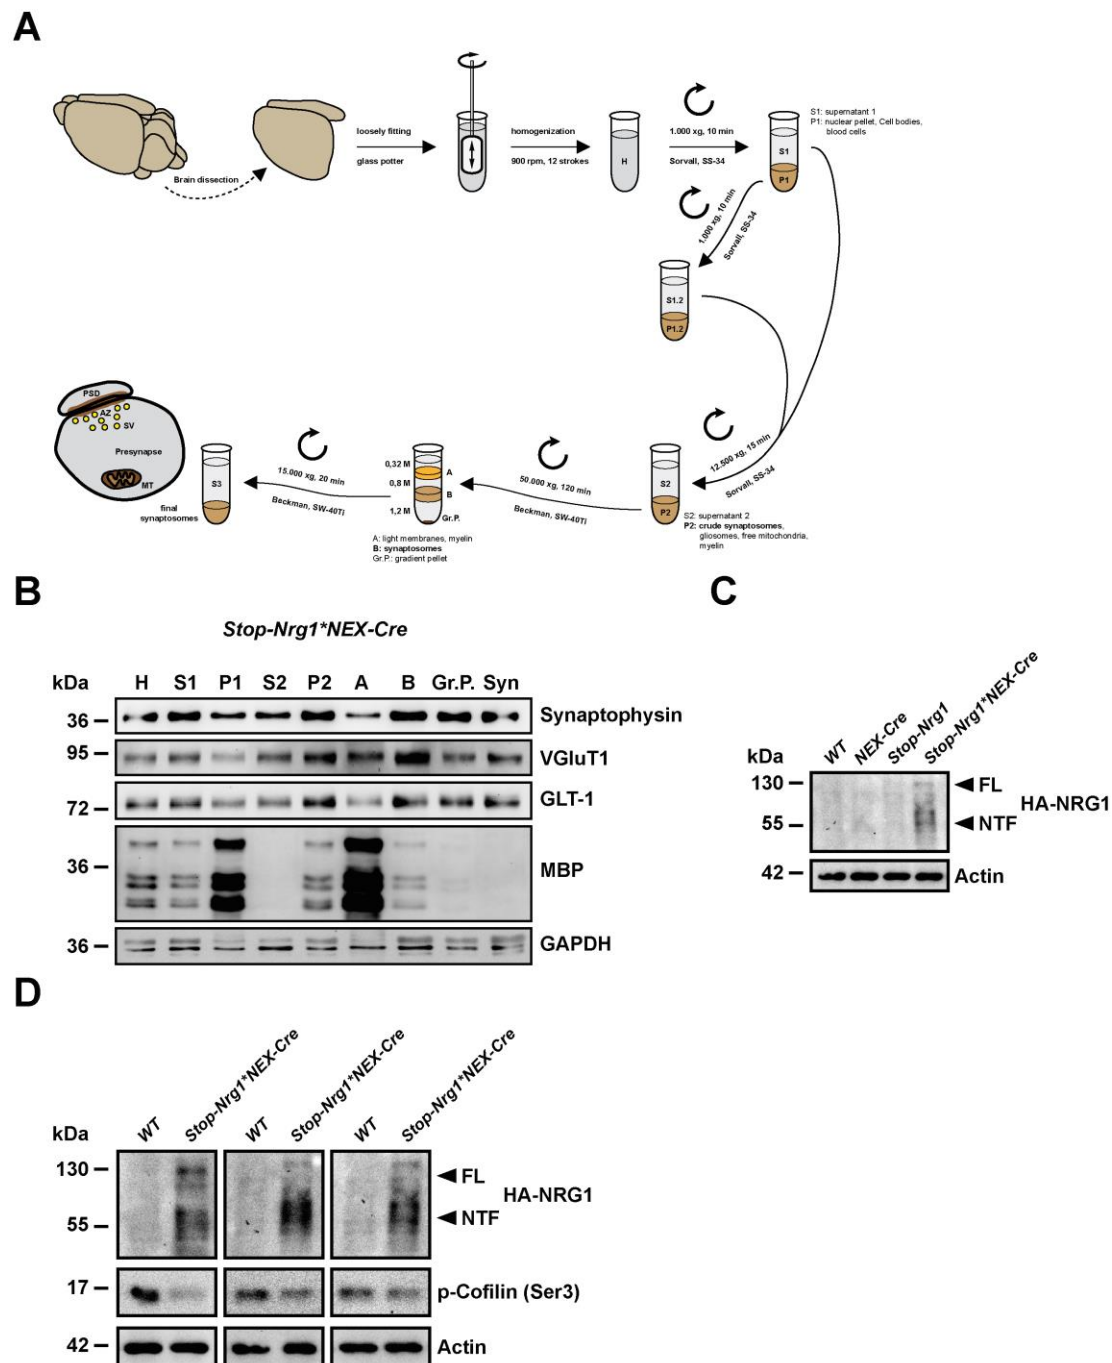 A
Brain dissection
loosely fitting
glass potter
homogenization
900 rpm, 12 strokes
H
1.000 xg, 10 min
Sorvall, SS-34
S1
P1
S1: supernatant 1
P1: nuclear pellet, Cell bodies,
blood cells
1.000 xg, 10 min
Sorvall, SS-34
S1.2
P1.2
12.500 xg, 15 min
Sorvall, SS-34
S2
P2
S2: supernatant 2
P2: crude synaptosomes,
gliosomes, free mitochondria,
myelin
50.000 xg, 120 min
Beckman, SW-40Ti
0,32 M
0,8 M
1,2 M
A
B
Gr.P.
A: light membranes, myelin
B: synaptosomes
Gr.P.: gradient pellet
15.000 xg, 20 min
Beckman, SW-40Ti
S3
final
synaptosomes
PSD
AZ
SV
Presynapse
MT
B
Stop-Nrg1*NEX-Cre
kDa H S1 P1 S2 P2 A B Gr.P. Syn
36 Synaptophysin
95 VGluT1
72 GLT-1
36 MBP
36 GAPDH
C
kDa WT NEX-Cre Stop-Nrg1 Stop-Nrg1*NEX-Cre
130 FL
HA-NRG1
55 NTF
42 Actin
D
kDa WT Stop-Nrg1*NEX-Cre WT Stop-Nrg1*NEX-Cre WT Stop-Nrg1*NEX-Cre
130 FL
HA-NRG1
55 NTF
17 p-Cofilin (Ser3)
42 Actin